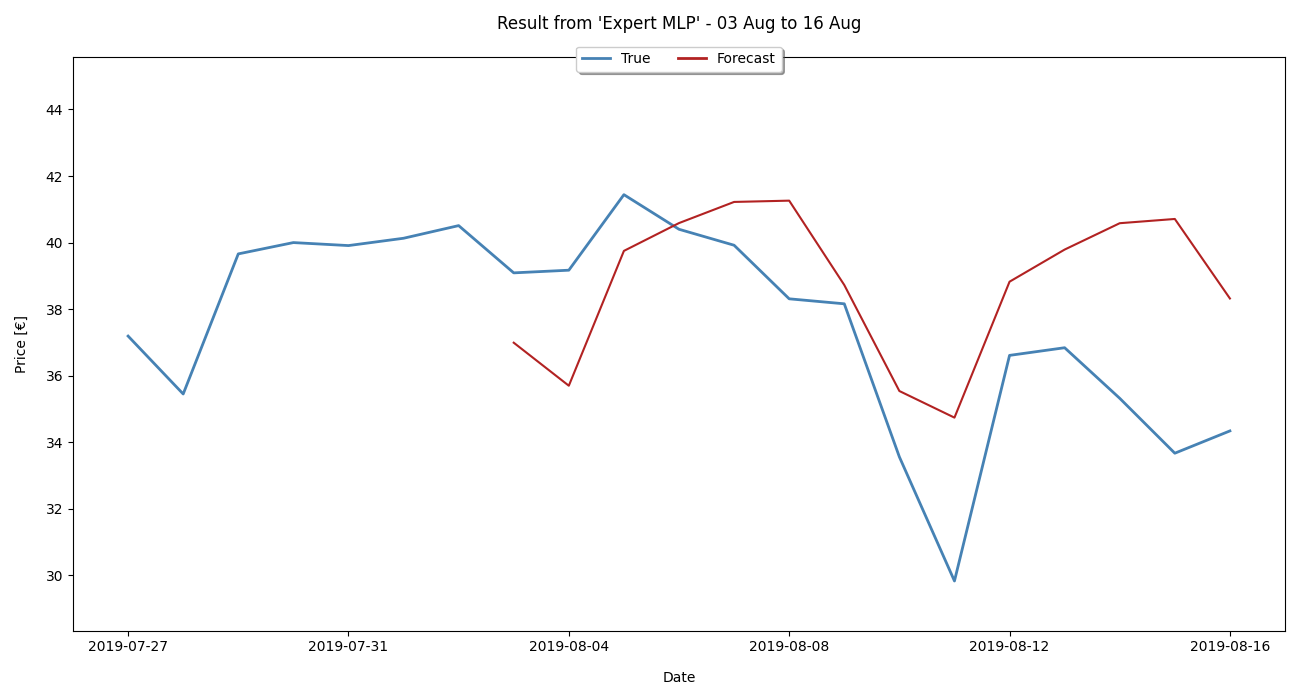 Result from 'Expert MLP' - 03 Aug to 16 Aug
True Forecast
44
42
40
38
36
34
32
30
Price [€]
2019-07-27 2019-07-31 2019-08-04 2019-08-08 2019-08-12 2019-08-16
Date